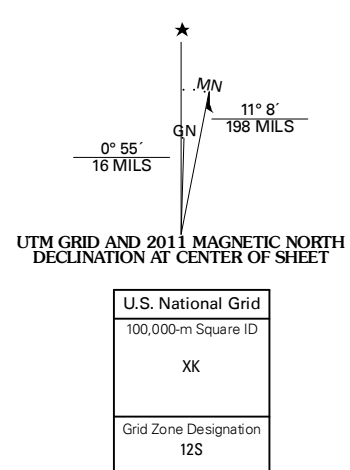 MN
GN
11° 8´
198 MILS
0° 55´
16 MILS
UTM GRID AND 2011 MAGNETIC NORTH
DECLINATION AT CENTER OF SHEET
U.S. National Grid
100,000-m Square ID
XK
Grid Zone Designation
12S